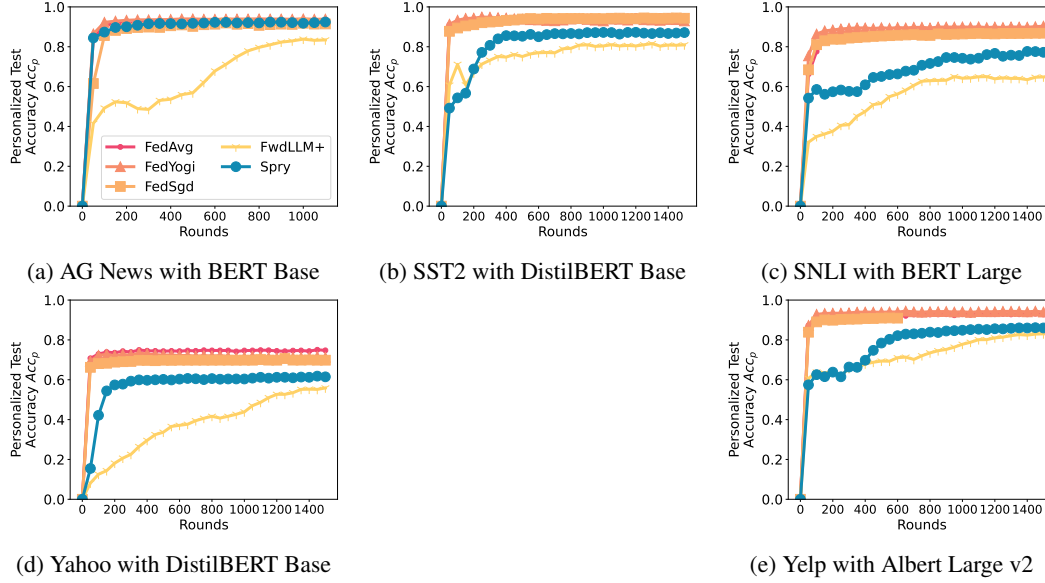 1.0
0.8
0.6
0.4
0.2
0.0
Personalized Test
Accuracy Acc_p
0 200 400 600 800 1000
Rounds
FedAvg
FedYogi
FedSgd
FwdLLM+
Spry
(a) AG News with BERT Base
1.0
0.8
0.6
0.4
0.2
0.0
Personalized Test
Accuracy Acc_p
0 200 400 600 800 1000 1200 1400
Rounds
(b) SST2 with DistilBERT Base
1.0
0.8
0.6
0.4
0.2
0.0
Personalized Test
Accuracy Acc_p
0 200 400 600 800 1000 1200 1400
Rounds
(c) SNLI with BERT Large
1.0
0.8
0.6
0.4
0.2
0.0
Personalized Test
Accuracy Acc_p
0 200 400 600 800 1000 1200 1400
Rounds
(d) Yahoo with DistilBERT Base
1.0
0.8
0.6
0.4
0.2
0.0
Personalized Test
Accuracy Acc_p
0 200 400 600 800 1000 1200 1400
Rounds
(e) Yelp with Albert Large v2